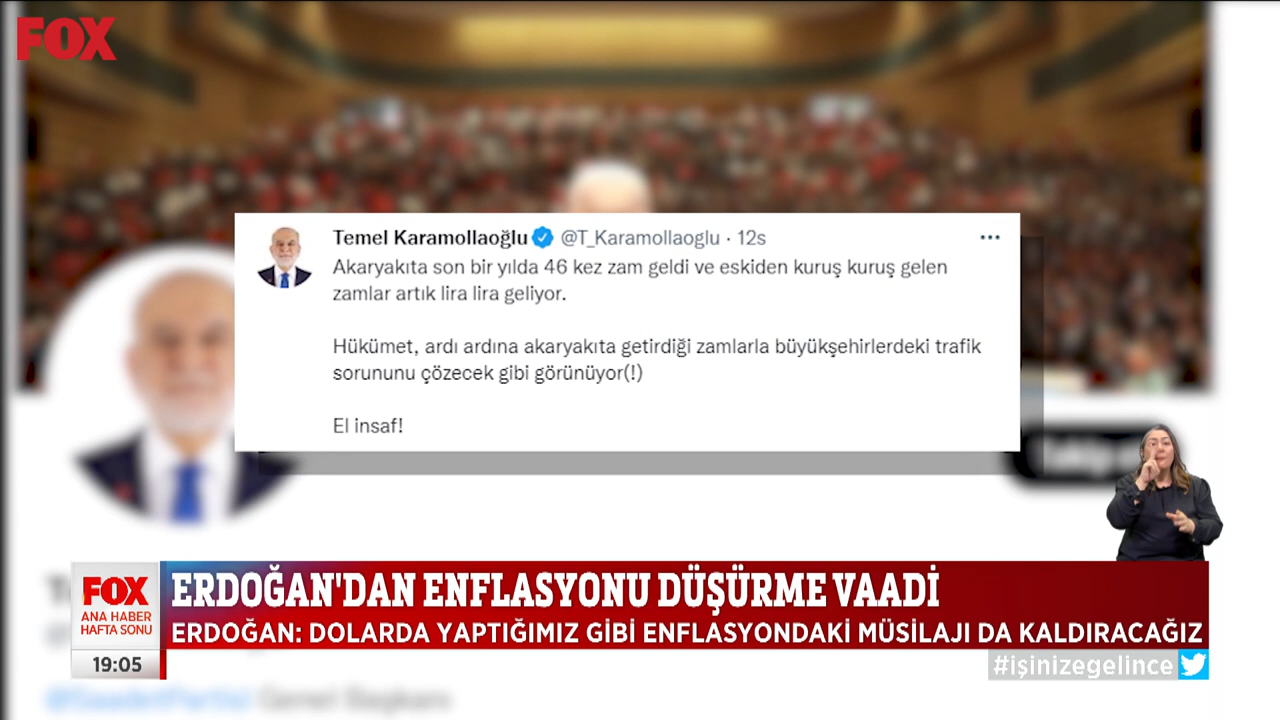 FOX
Temel Karamollaoğlu @T_Karamollaoglu · 12s
Akaryakıta son bir yılda 46 kez zam geldi ve eskiden kuruş kuruş gelen
zamlar artık lira lira geliyor.
Hükümet, ardı ardına akaryakıta getirdiği zamlarla büyükşehirlerdeki trafik
sorununu çözecek gibi görünüyor(!)
El insaf!
FOX
ANA HABER
HAFTA SONU
19:05
ERDOĞAN'DAN ENFLASYONU DÜŞÜRME VAADİ
ERDOĞAN: DOLARDA YAPTIĞIMIZ GİBİ ENFLASYONDAKİ MÜSİLAJI DA KALDIRACAĞIZ
#işinizegelince
@SaadetPartisi Genel Başkanı